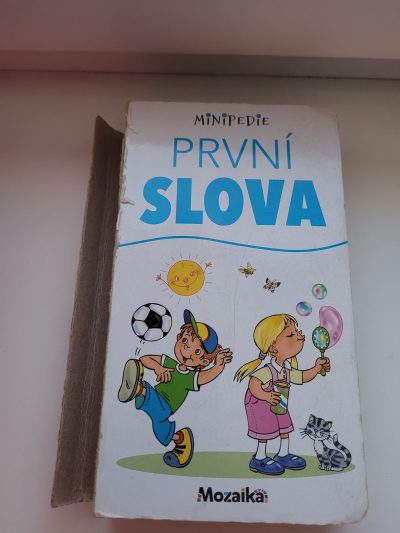 MiNiPEDiE
PRVNÍ
SLOVA
Mozaika